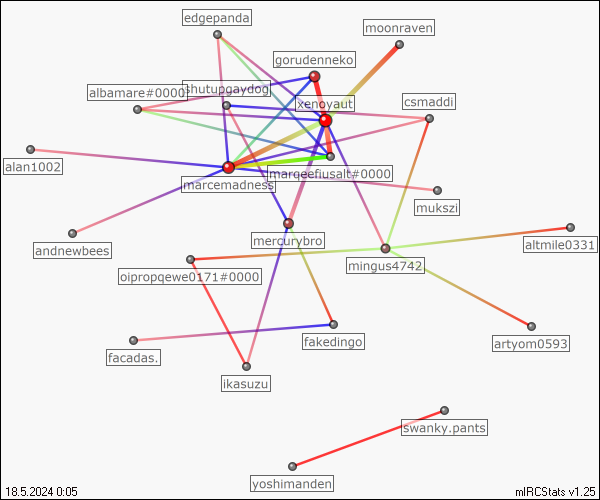 edgepanda
moonraven
gorudenneko
albamare#0000
shutupgaydog
xenoyaut
csmaddi
alan1002
marcemadness
margeefiusalt#0000
mukszi
andnewbees
mercurybro
altmile0331
oipropqewe0171#0000
mingus4742
facadas.
fakedingo
artyom0593
ikasuzu
swanky.pants
yoshimanden
18.5.2024 0:05
mIRCStats v1.25